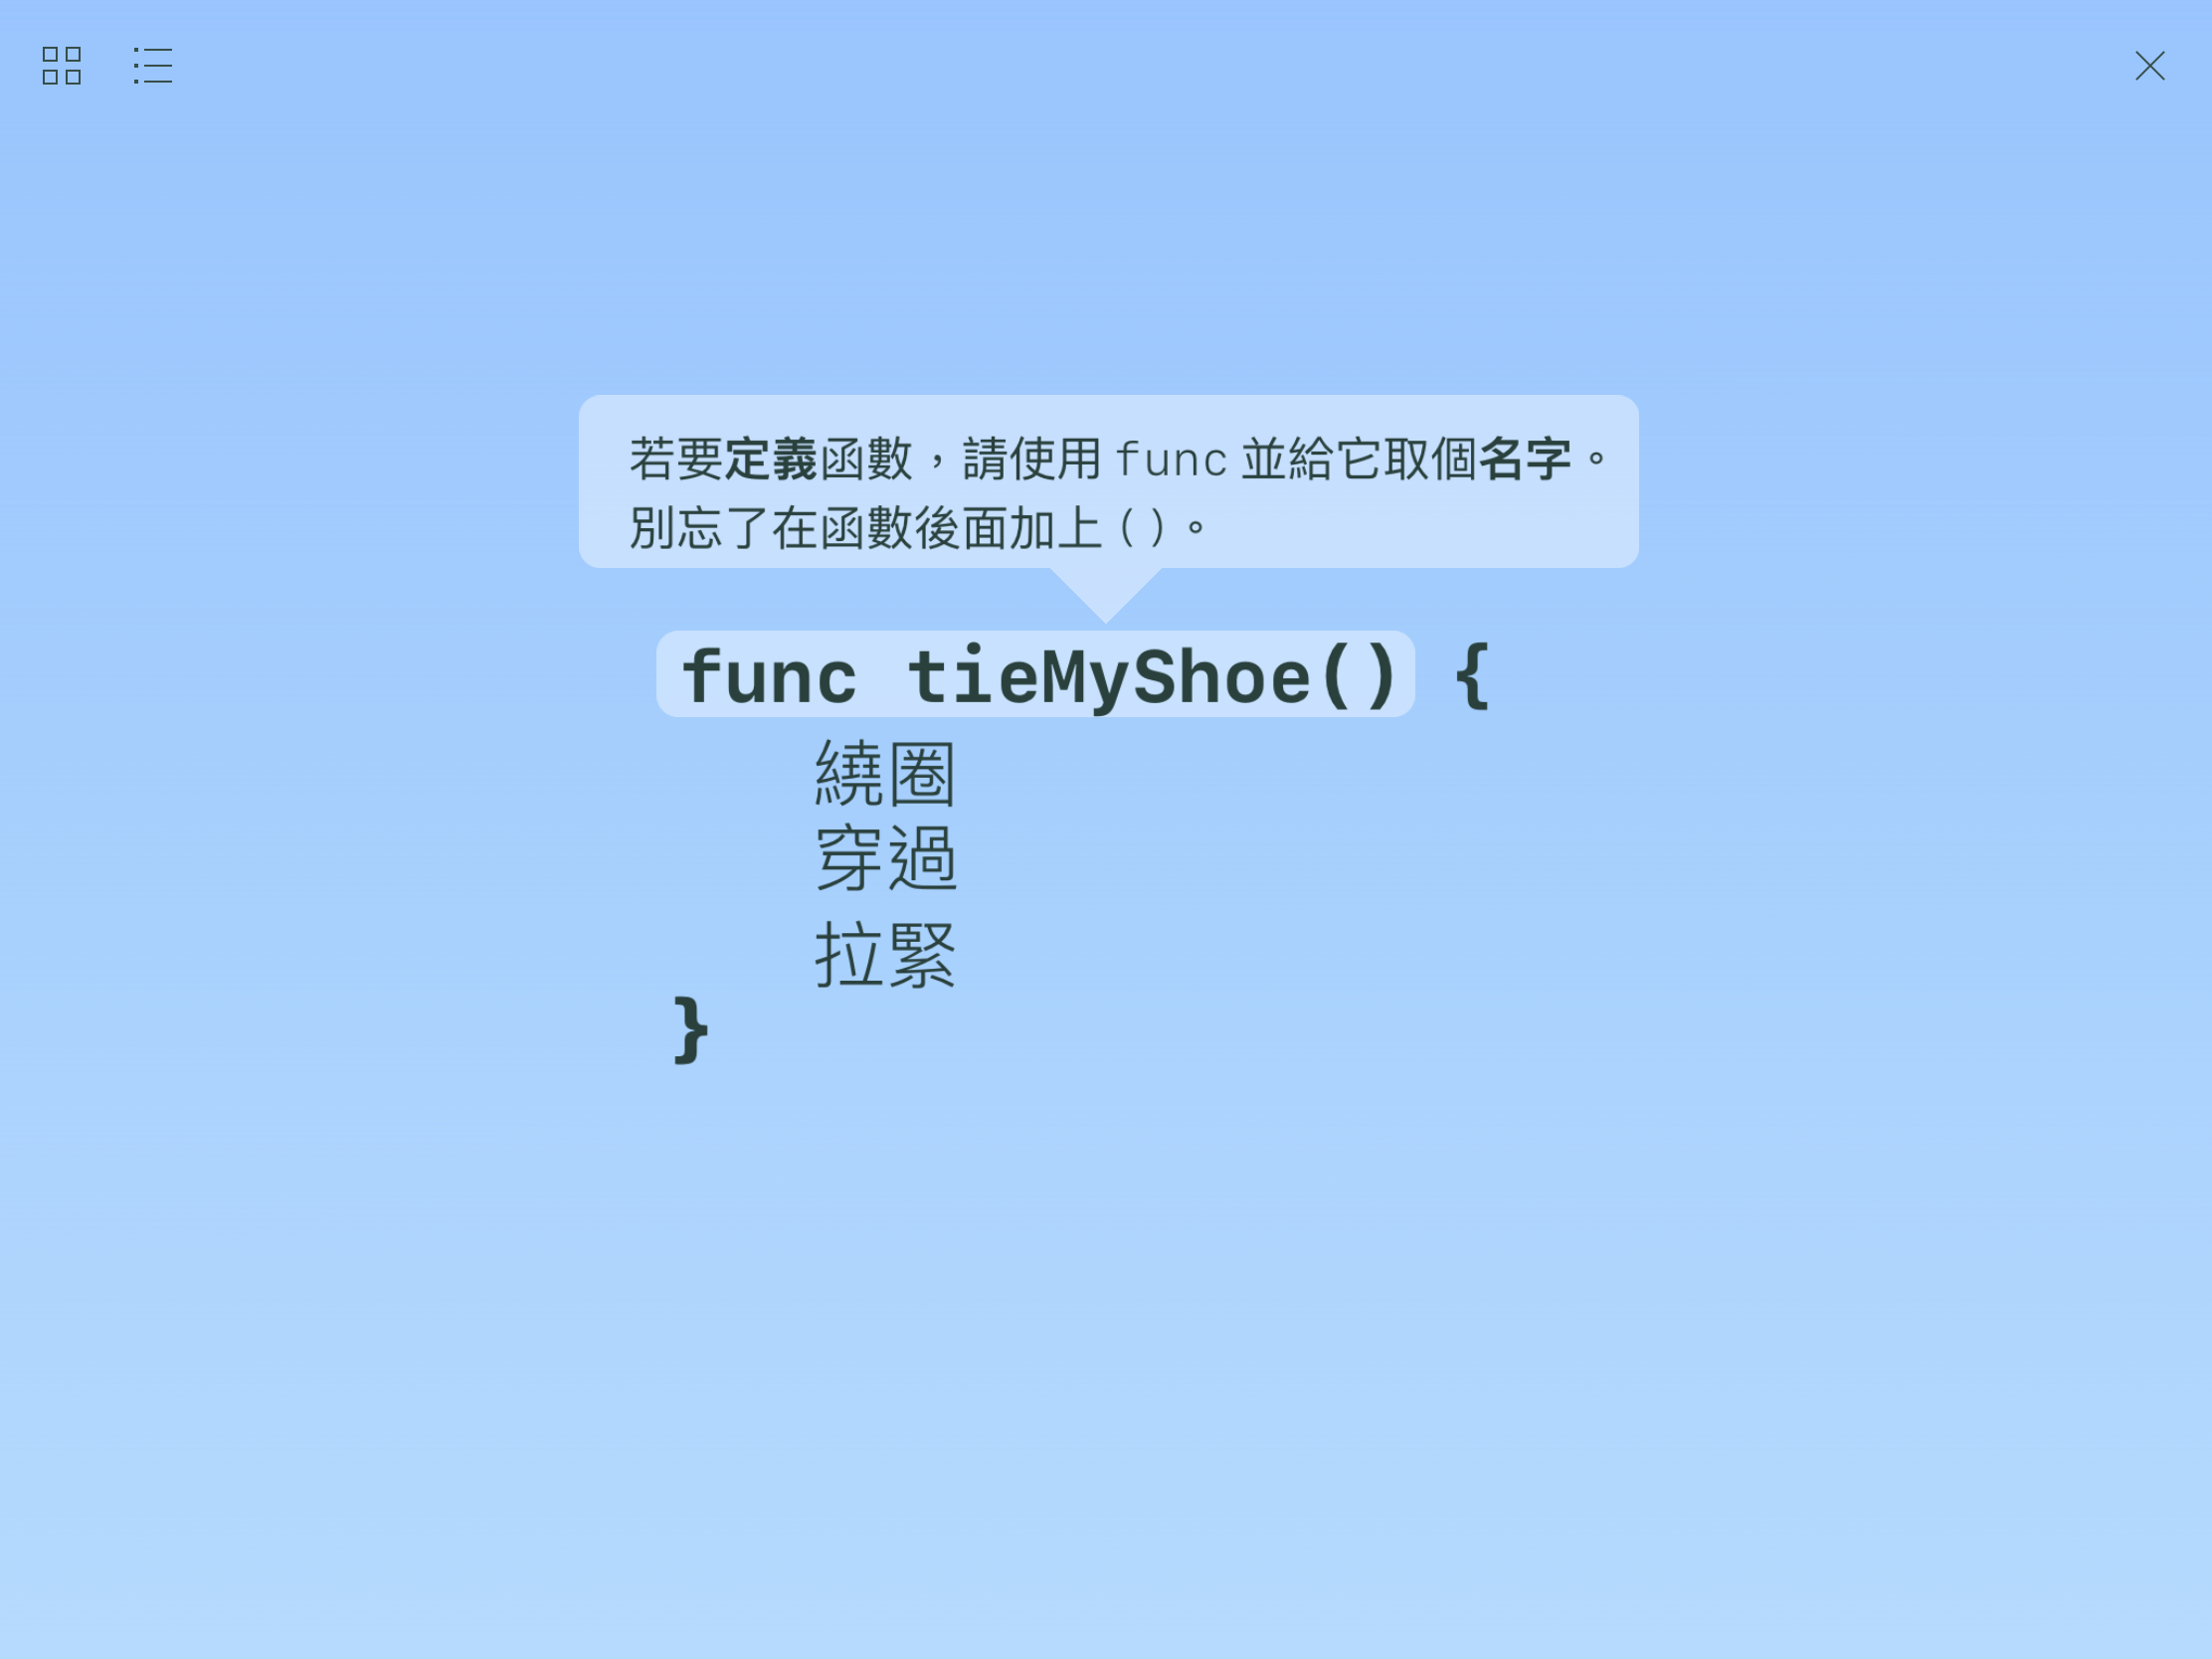 若要定義函數，請使用 func 並給它取個名字。
別忘了在函數後面加上 ( ) 。
func tieMyShoe() {
繞圈
穿過
拉緊
}